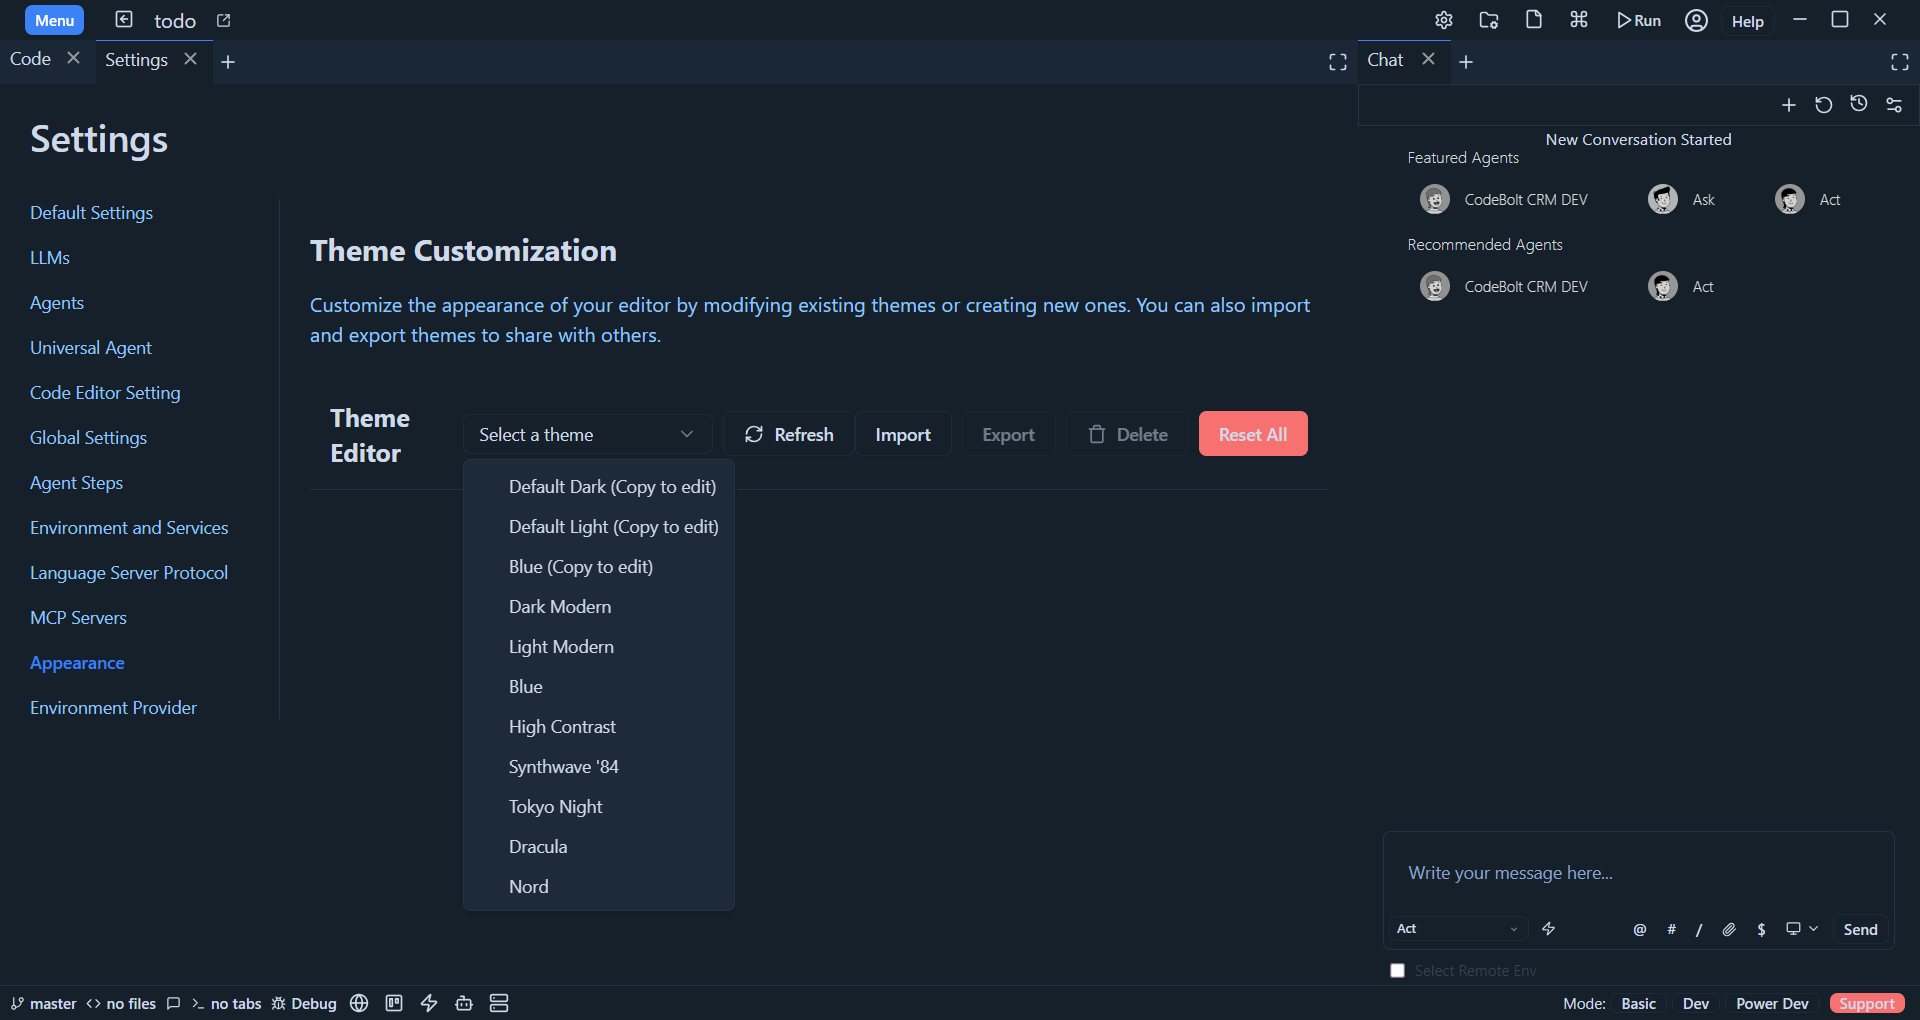 Menu
todo
Run
Help
Code
Settings
Chat
Settings
Default Settings
LLMs
Agents
Universal Agent
Code Editor Setting
Global Settings
Agent Steps
Environment and Services
Language Server Protocol
MCP Servers
Appearance
Environment Provider
Theme Customization
Customize the appearance of your editor by modifying existing themes or creating new ones. You can also import
and export themes to share with others.
Theme
Editor
Select a theme
Refresh
Import
Export
Delete
Reset All
Default Dark (Copy to edit)
Default Light (Copy to edit)
Blue (Copy to edit)
Dark Modern
Light Modern
Blue
High Contrast
Synthwave '84
Tokyo Night
Dracula
Nord
New Conversation Started
Featured Agents
CodeBolt CRM DEV
Ask
Act
Recommended Agents
CodeBolt CRM DEV
Act
Write your message here...
Act
@ # / $
Send
Select Remote Env
master
no files
no tabs
Debug
Mode:
Basic
Dev
Power Dev
Support